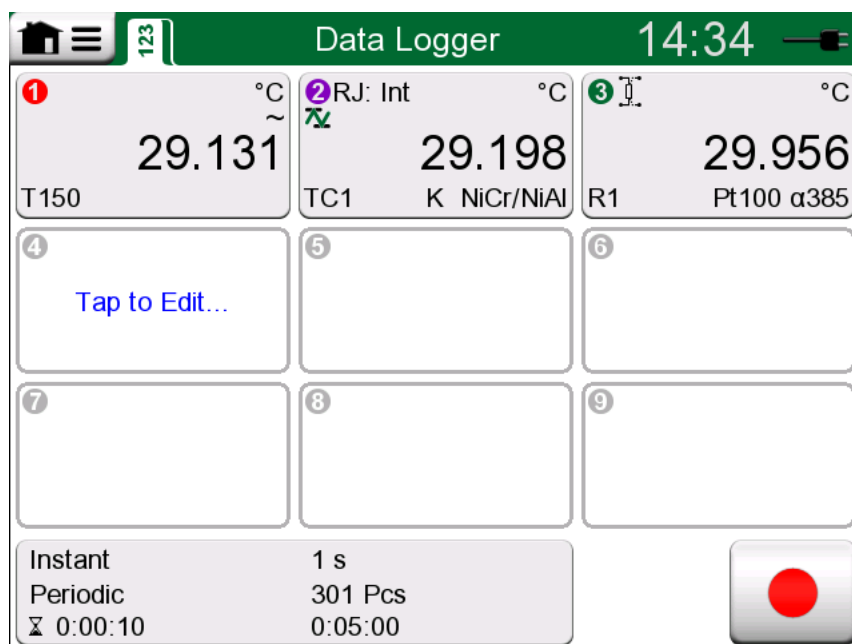 123 Data Logger 14:34
1 °C
~
29.131
T150
2 RJ: Int °C
29.198
TC1 K NiCr/NiAl
3 °C
29.956
R1 Pt100 α385
4
Tap to Edit...
5
6
7
8
9
Instant 1 s
Periodic 301 Pcs
0:00:10 0:05:00